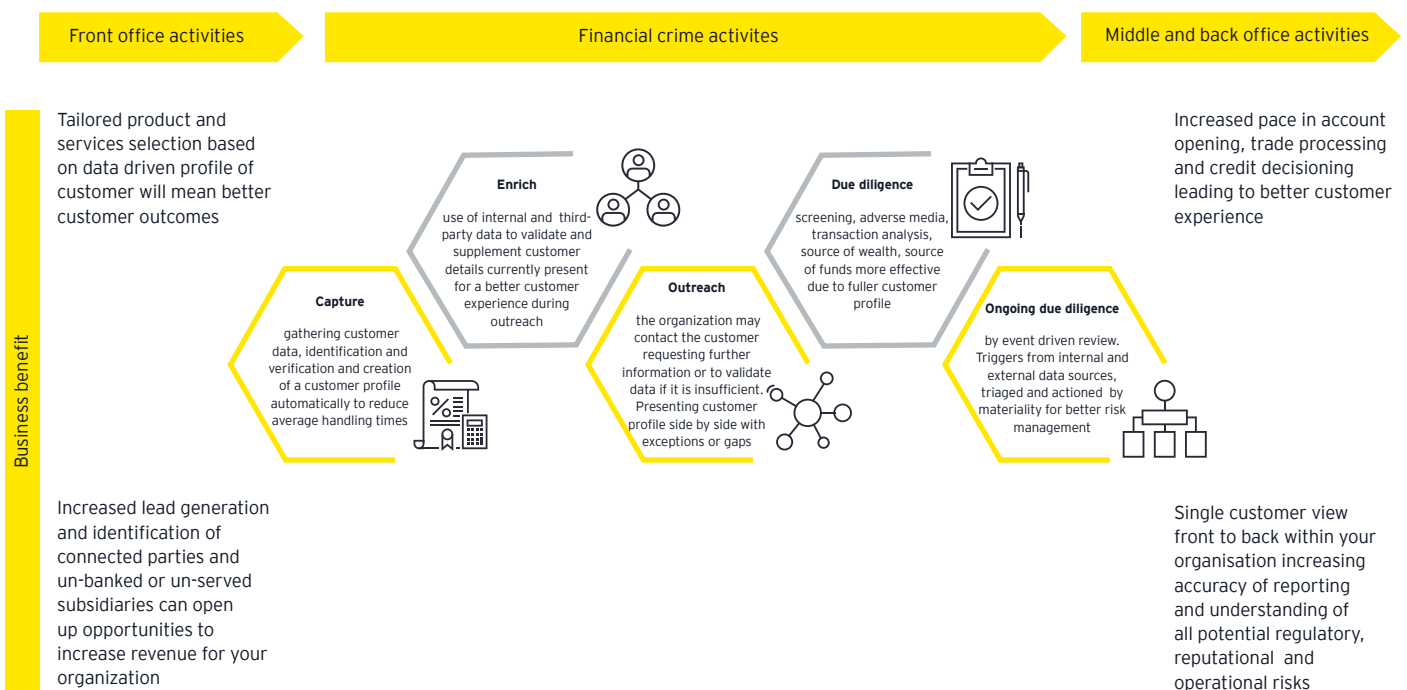 Front office activities
Financial crime activites
Middle and back office activities
Business benefit
Tailored product and
services selection based
on data driven profile of
customer will mean better
customer outcomes
Increased lead generation
and identification of
connected parties and
un-banked or un-served
subsidiaries can open
up opportunities to
increase revenue for your
organization
Capture
gathering customer
data, identification and
verification and creation
of a customer profile
automatically to reduce
average handling times
Enrich
use of internal and third-
party data to validate and
supplement customer
details currently present
for a better customer
experience during
outreach
Outreach
the organization may
contact the customer
requesting further
information or to validate
data if it is insufficient.
Presenting customer
profile side by side with
exceptions or gaps
Due diligence
screening, adverse media,
transaction analysis,
source of wealth, source
of funds more effective
due to fuller customer
profile
Ongoing due diligence
by event driven review.
Triggers from internal and
external data sources,
triaged and actioned by
materiality for better risk
management
Increased pace in account
opening, trade processing
and credit decisioning
leading to better customer
experience
Single customer view
front to back within your
organisation increasing
accuracy of reporting
and understanding of
all potential regulatory,
reputational and
operational risks